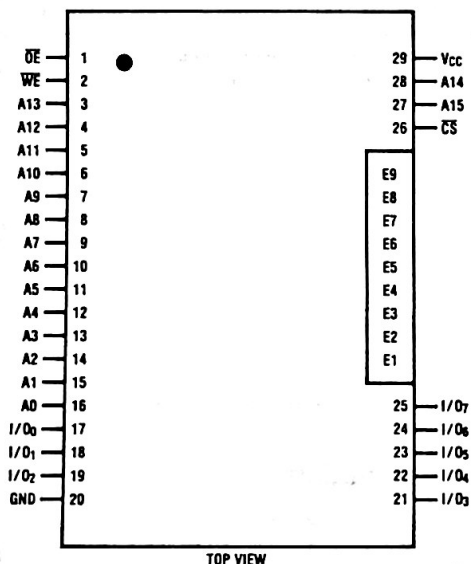 O̅E̅ 1 29 Vcc
W̅E̅ 2 28 A14
A13 3 27 A15
A12 4 26 C̅S̅
A11 5
A10 6 E9
A9 7 E8
A8 8 E7
A7 9 E6
A6 10 E5
A5 11 E4
A4 12 E3
A3 13 E2
A2 14 E1
A1 15
A0 16 25 I/O₇
I/O₀ 17 24 I/O₆
I/O₁ 18 23 I/O₅
I/O₂ 19 22 I/O₄
GND 20 21 I/O₃
TOP VIEW